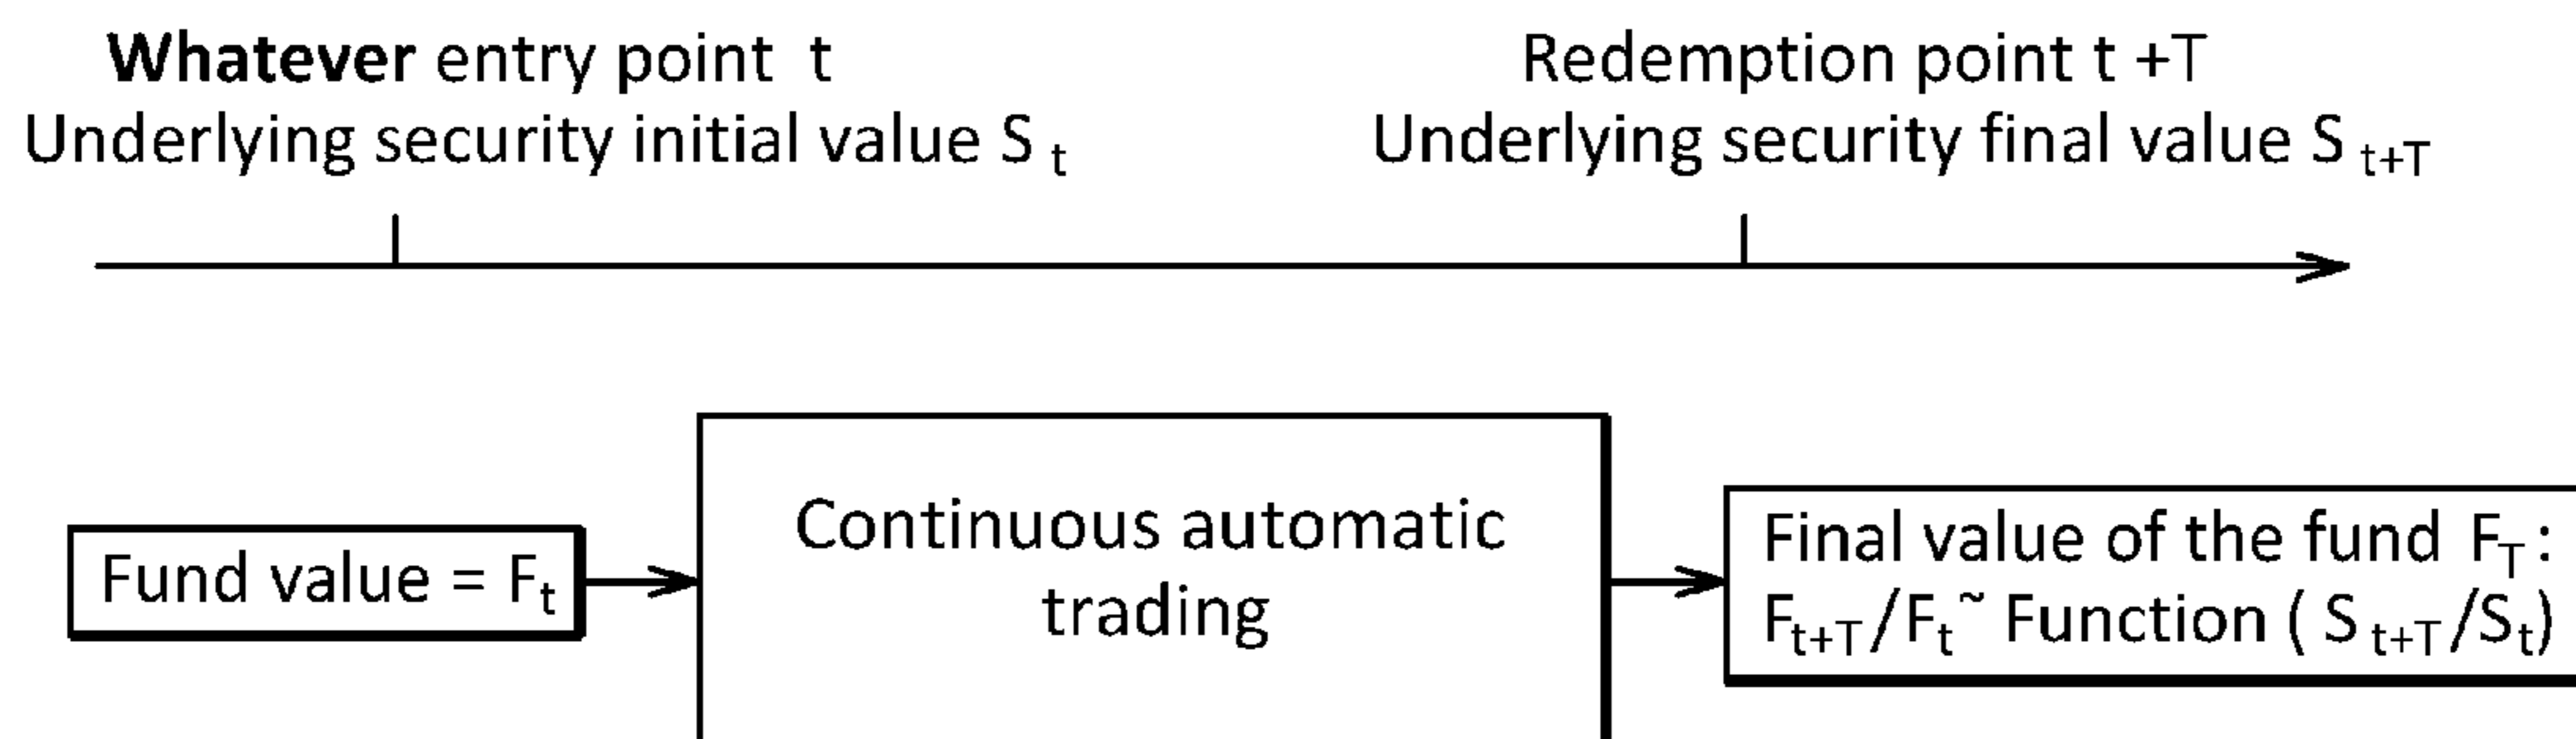 Whatever entry point t
Underlying security initial value S t
Redemption point t +T
Underlying security final value S t+T
Fund value = Ft
Continuous automatic
trading
Final value of the fund FT :
Ft+T/Ft ~ Function ( S t+T/St)